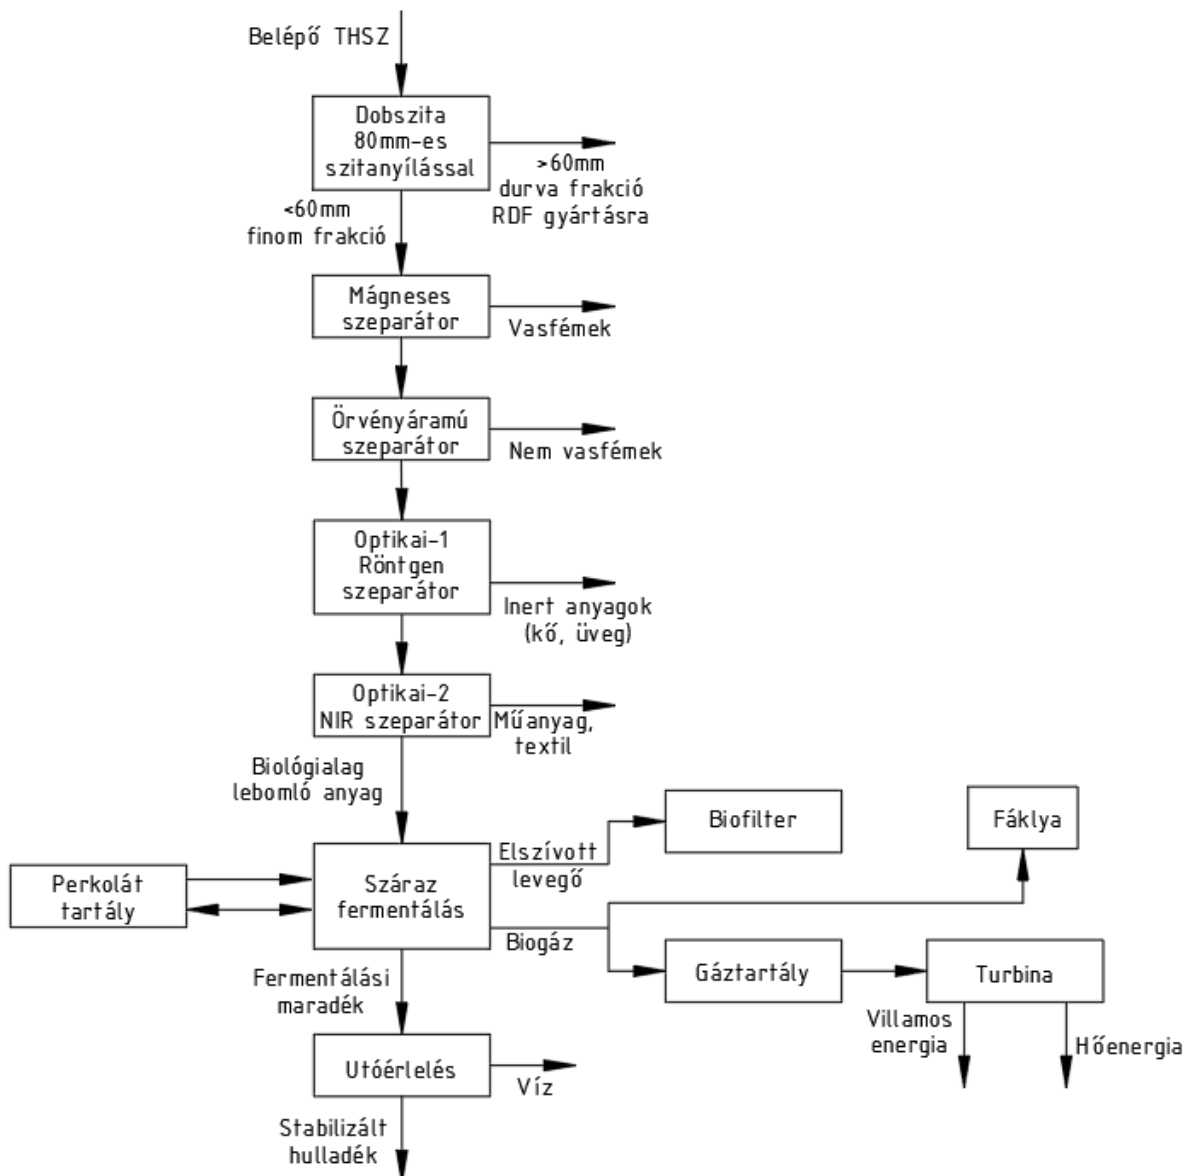 Belépő THSZ
Dobszita
80mm-es
szitanyílással
>60mm
durva frakció
RDF gyártásra
<60mm
finom frakció
Mágneses
szeparátor
Vasfémek
Örvényáramú
szeparátor
Nem vasfémek
Optikai-1
Röntgen
szeparátor
Inert anyagok
(kő, üveg)
Optikai-2
NIR szeparátor
Műanyag,
textil
Biológialag
lebomló anyag
Perkolát
tartály
Száraz
fermentálás
Elszívott
levegő
Biofilter
Fáklya
Biogáz
Gáztartály
Turbina
Villamos
energia
Hőenergia
Fermentálási
maradék
Utóérlelés
Víz
Stabilizált
hulladék